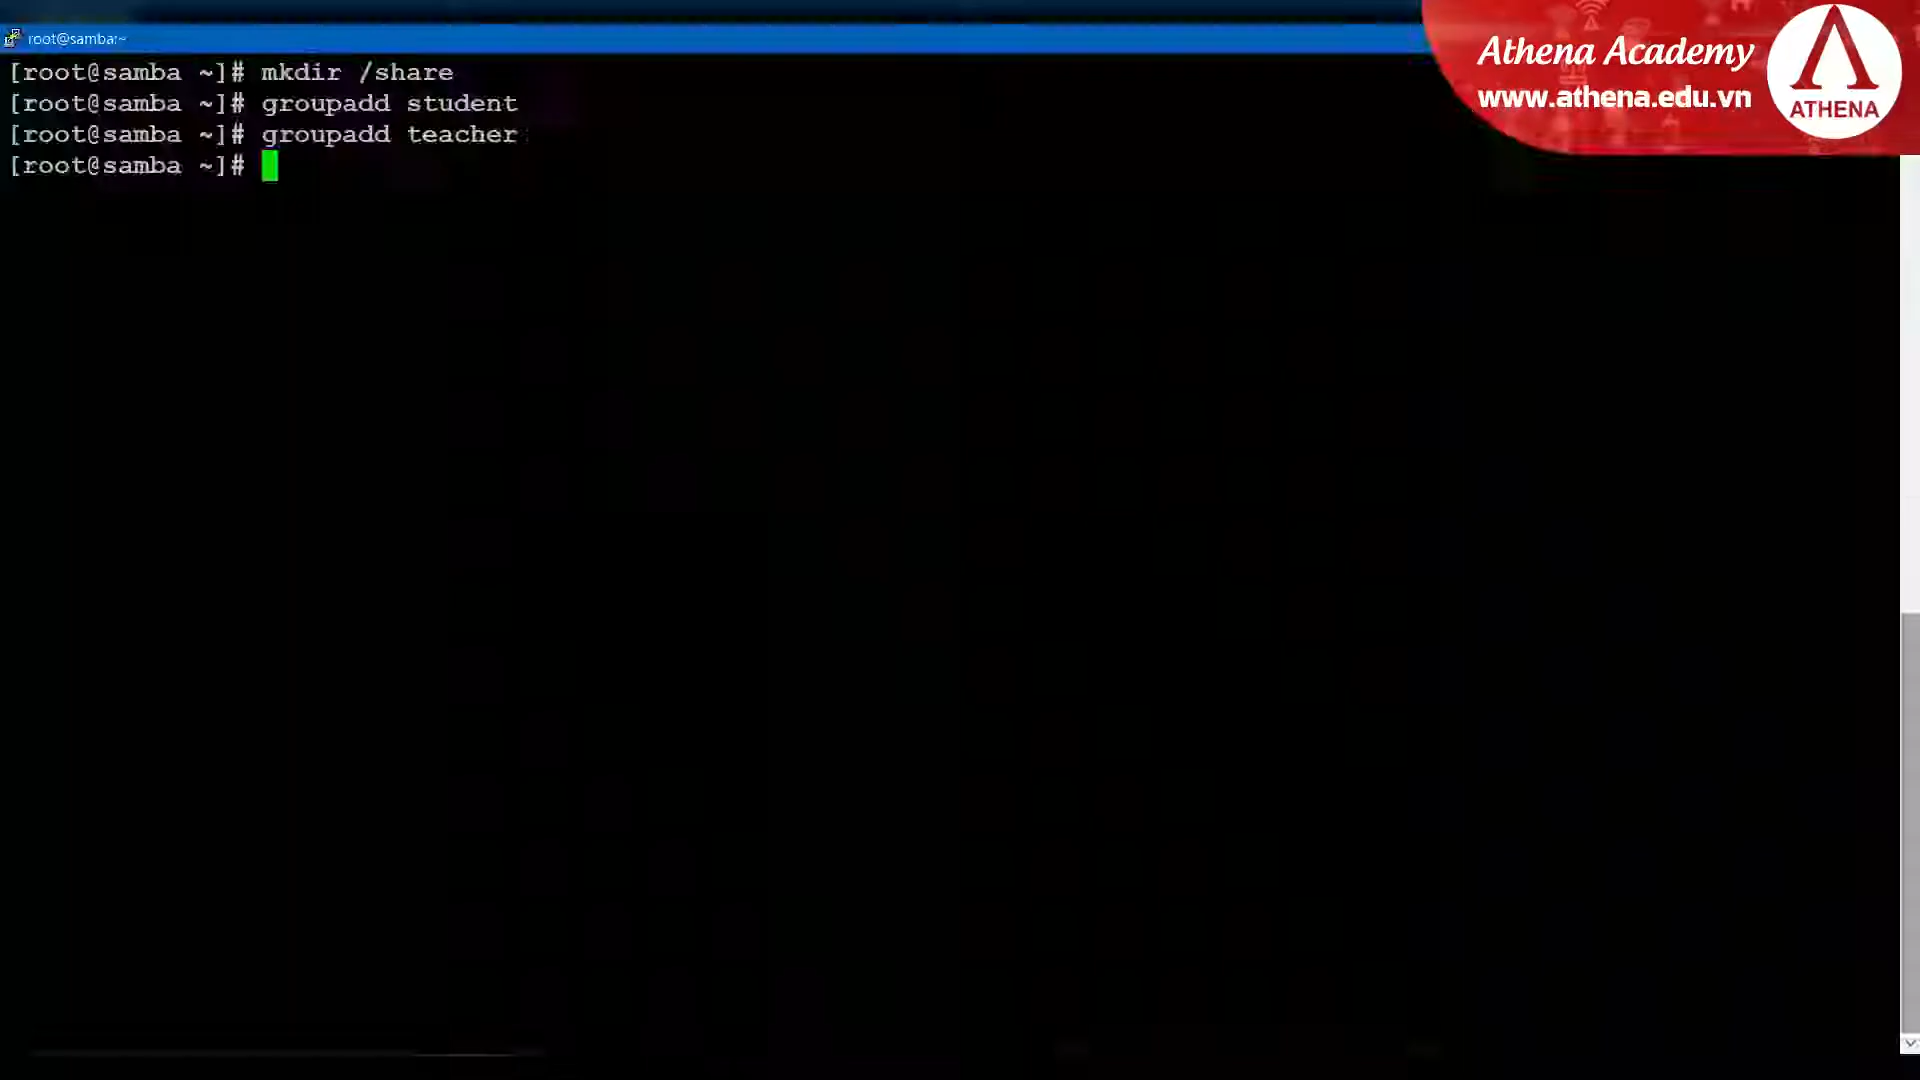 root@samba:~
[root@samba ~]# mkdir /share
[root@samba ~]# groupadd student
[root@samba ~]# groupadd teacher
[root@samba ~]#
Athena Academy
www.athena.edu.vn
ATHENA